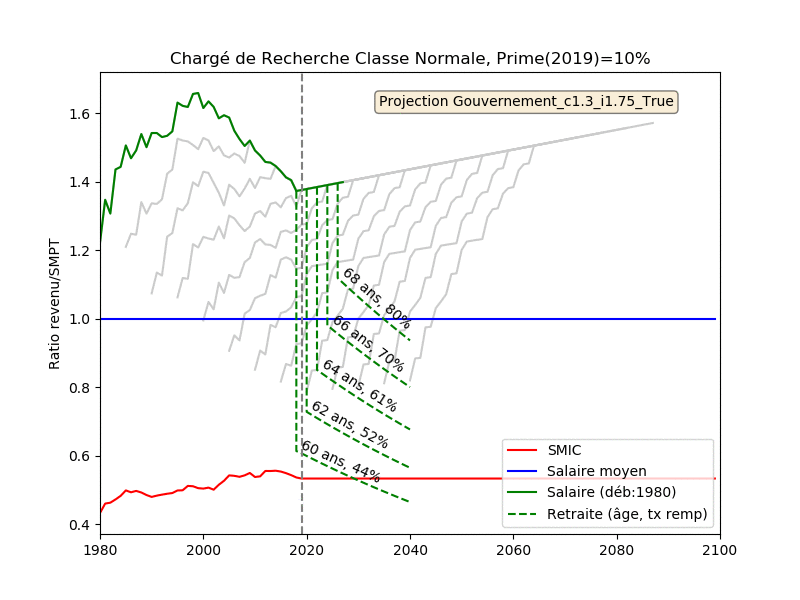 Chargé de Recherche Classe Normale, Prime(2019)=10%
Projection Gouvernement_c1.3_i1.75_True
Ratio revenu/SMPT
1.6
1.4
1.2
1.0
0.8
0.6
0.4
68 ans, 80%
66 ans, 70%
64 ans, 61%
62 ans, 52%
60 ans, 44%
SMIC
Salaire moyen
Salaire (déb:1980)
Retraite (âge, tx remp)
1980 2000 2020 2040 2060 2080 2100